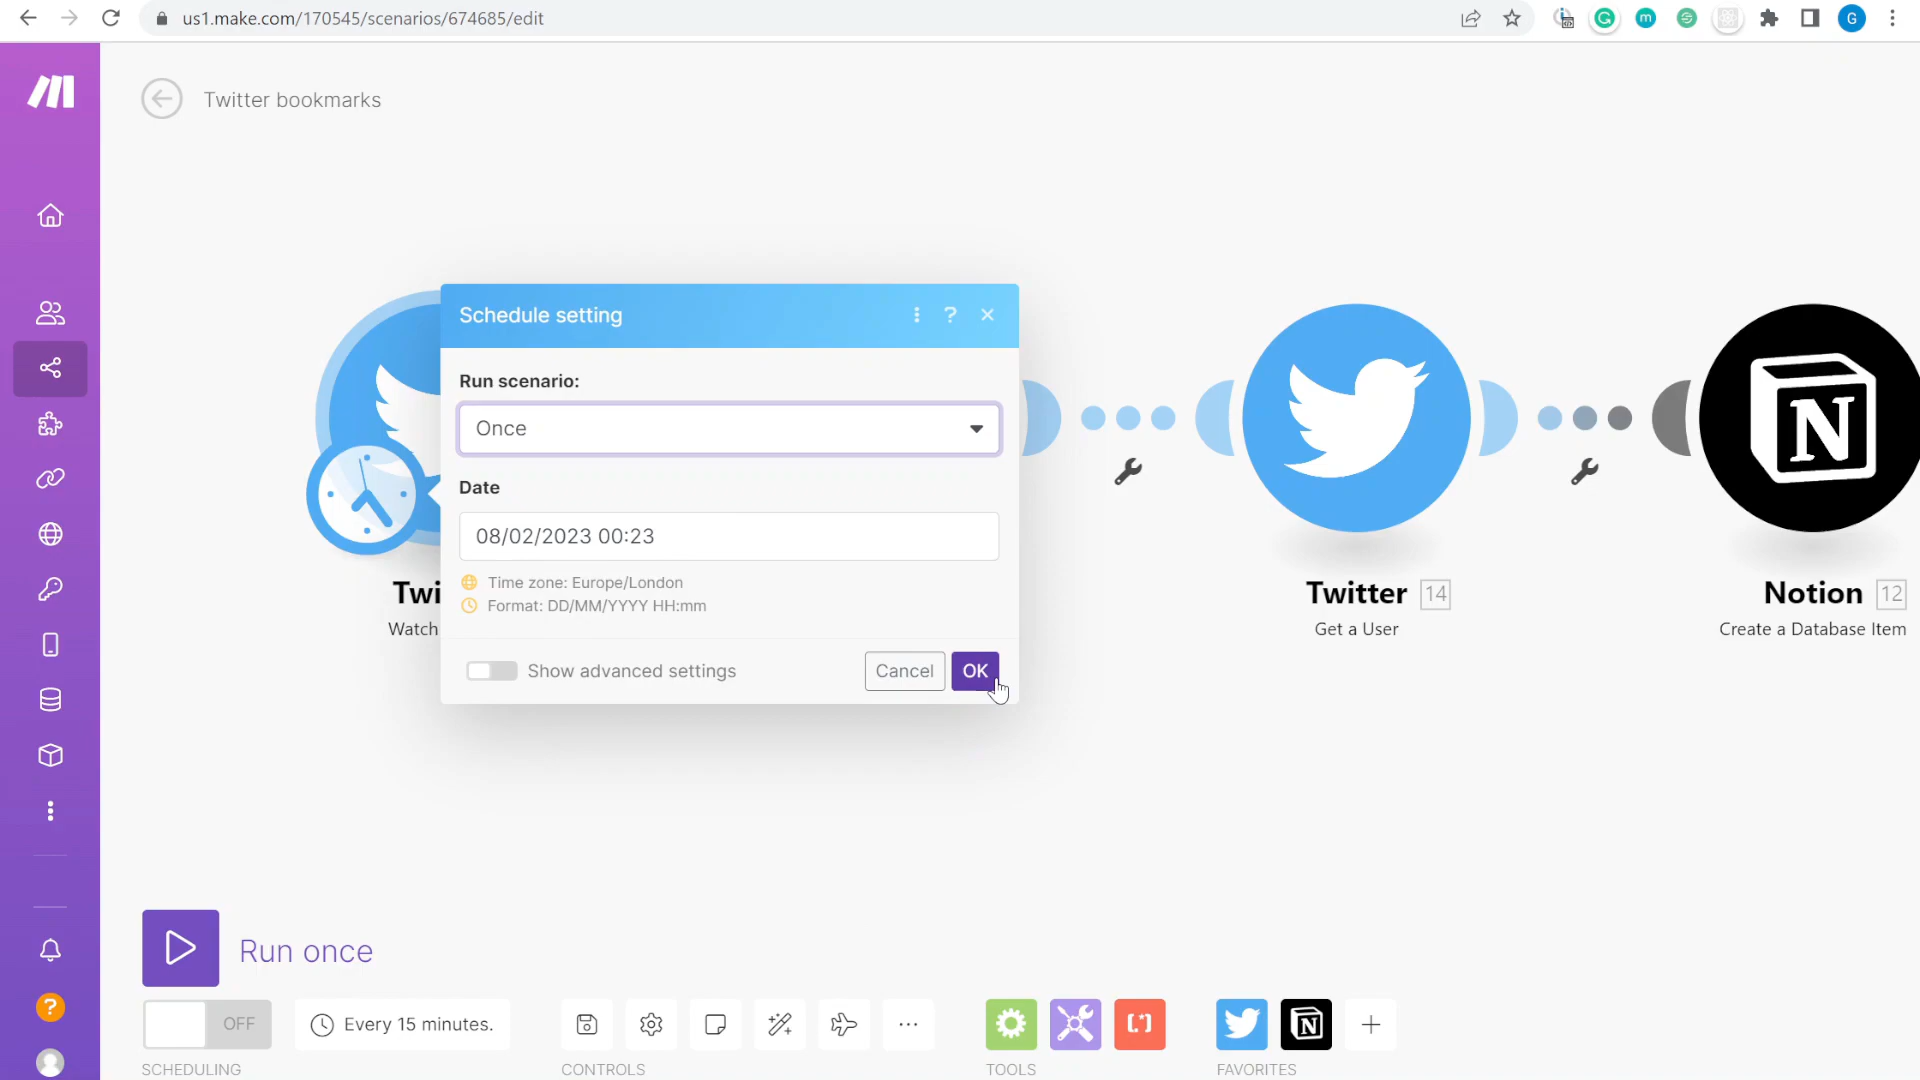 us1.make.com/170545/scenarios/674685/edit
G
Twitter bookmarks
Schedule setting
?
Run scenario:
Once
Date
08/02/2023 00:23
Time zone: Europe/London
Format: DD/MM/YYYY HH:mm
Show advanced settings
Cancel
OK
Twi
Watch
Twitter 14
Get a User
N
Notion 12
Create a Database Item
Run once
OFF
Every 15 minutes.
SCHEDULING
CONTROLS
TOOLS
FAVORITES
?